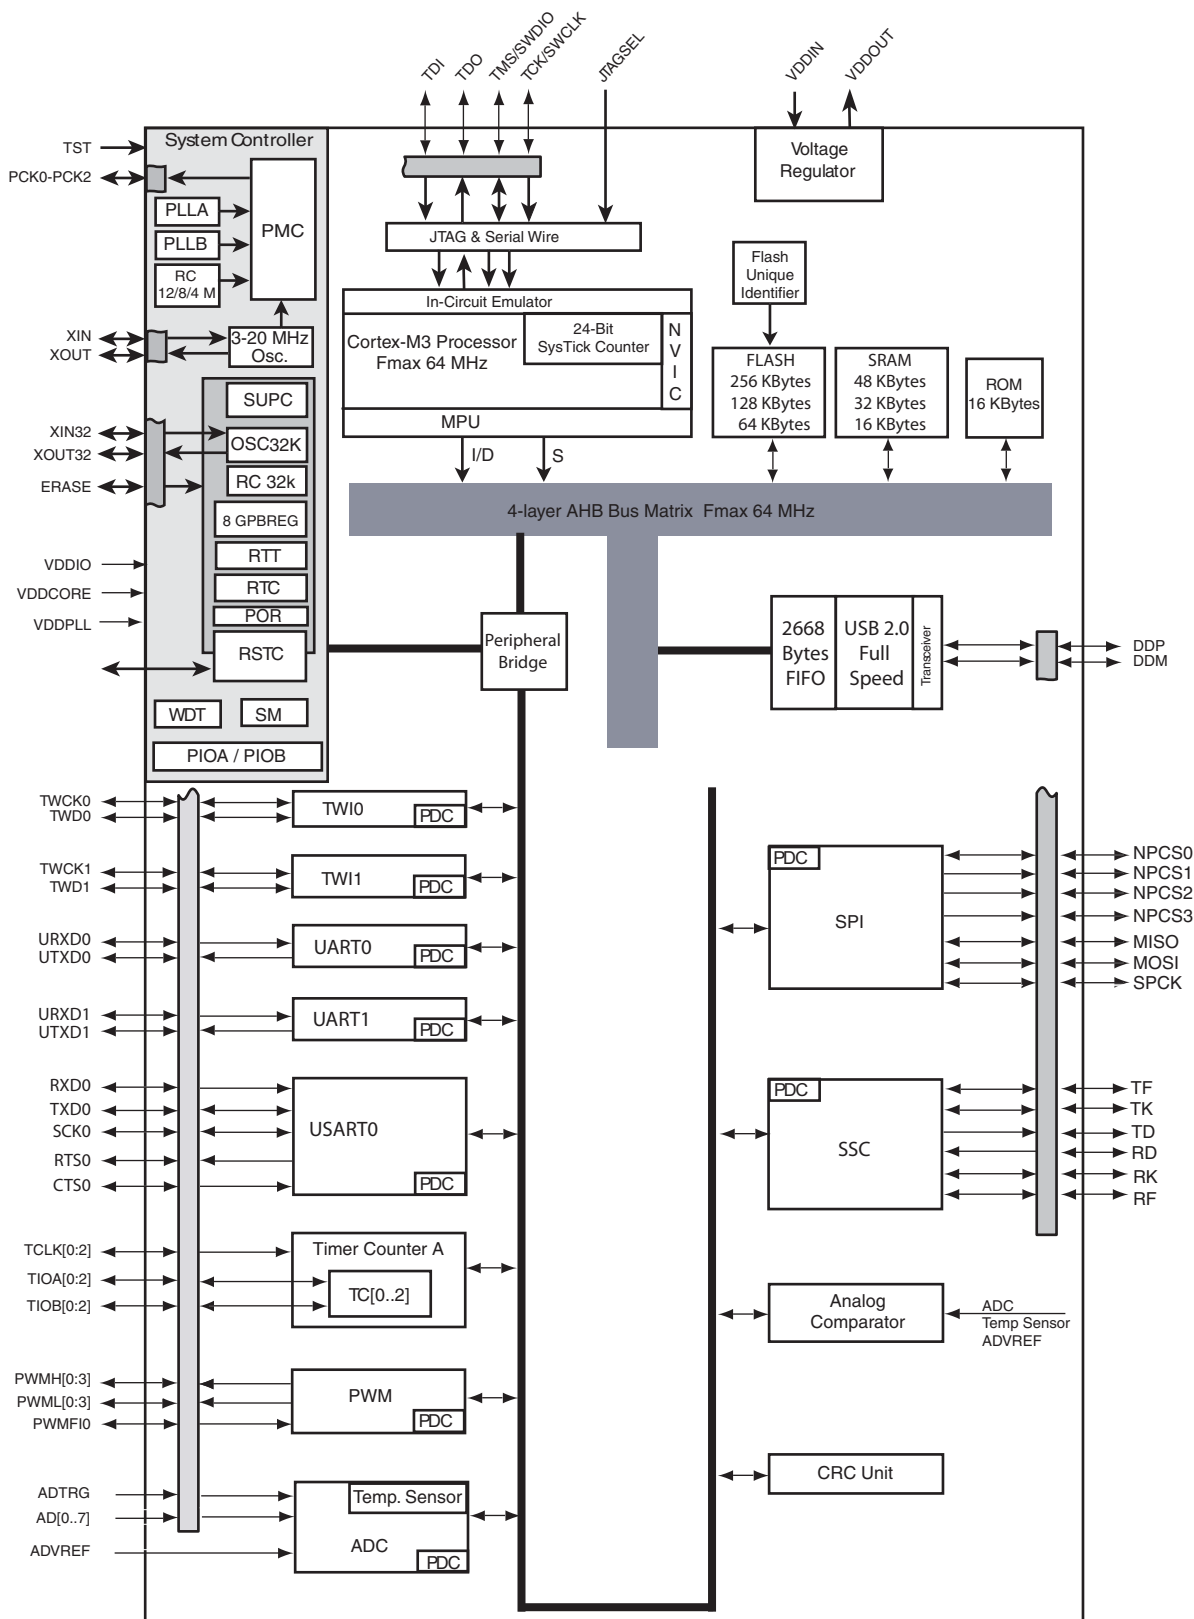 TDI
TDO
TMS/SWDIO
TCK/SWCLK
JTAGSEL
VDDIN
VDDOUT
System Controller
TST
PCK0-PCK2
PLLA
PLLB
RC
12/8/4 M
PMC
XIN
XOUT
3-20 MHz
Osc.
SUPC
XIN32
XOUT32
OSC32K
ERASE
RC 32k
8 GPBREG
RTT
VDDIO
RTC
VDDCORE
POR
VDDPLL
RSTC
WDT
SM
PIOA / PIOB
Voltage
Regulator
JTAG & Serial Wire
In-Circuit Emulator
Cortex-M3 Processor
Fmax 64 MHz
24-Bit
SysTick Counter
N
V
I
C
MPU
I/D
S
Flash
Unique
Identifier
FLASH
256 KBytes
128 KBytes
64 KBytes
SRAM
48 KBytes
32 KBytes
16 KBytes
ROM
16 KBytes
4-layer AHB Bus Matrix Fmax 64 MHz
Peripheral
Bridge
2668
Bytes
FIFO
USB 2.0
Full
Speed
Transceiver
DDP
DDM
TWCK0
TWD0
TWI0
PDC
TWCK1
TWD1
TWI1
PDC
URXD0
UTXD0
UART0
PDC
URXD1
UTXD1
UART1
PDC
RXD0
TXD0
SCK0
RTS0
CTS0
USART0
PDC
TCLK[0:2]
TIOA[0:2]
TIOB[0:2]
Timer Counter A
TC[0..2]
PWMH[0:3]
PWML[0:3]
PWMFI0
PWM
PDC
ADTRG
AD[0..7]
ADVREF
Temp. Sensor
ADC
PDC
PDC
SPI
NPCS0
NPCS1
NPCS2
NPCS3
MISO
MOSI
SPCK
PDC
SSC
TF
TK
TD
RD
RK
RF
Analog
Comparator
ADC
Temp Sensor
ADVREF
CRC Unit